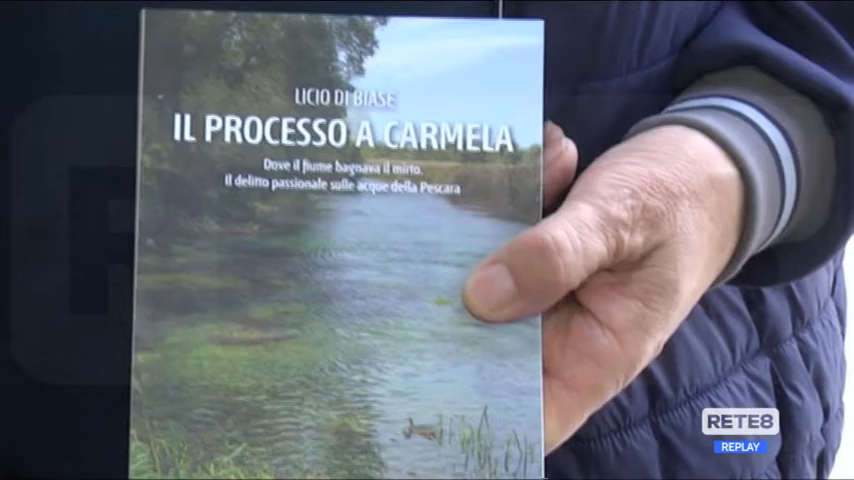 LICIO DI BIASE
IL PROCESSO A CARMELA
Dove il fiume bagnava il mirto.
Il delitto passionale sulle acque della Pescara
RETE8
REPLAY